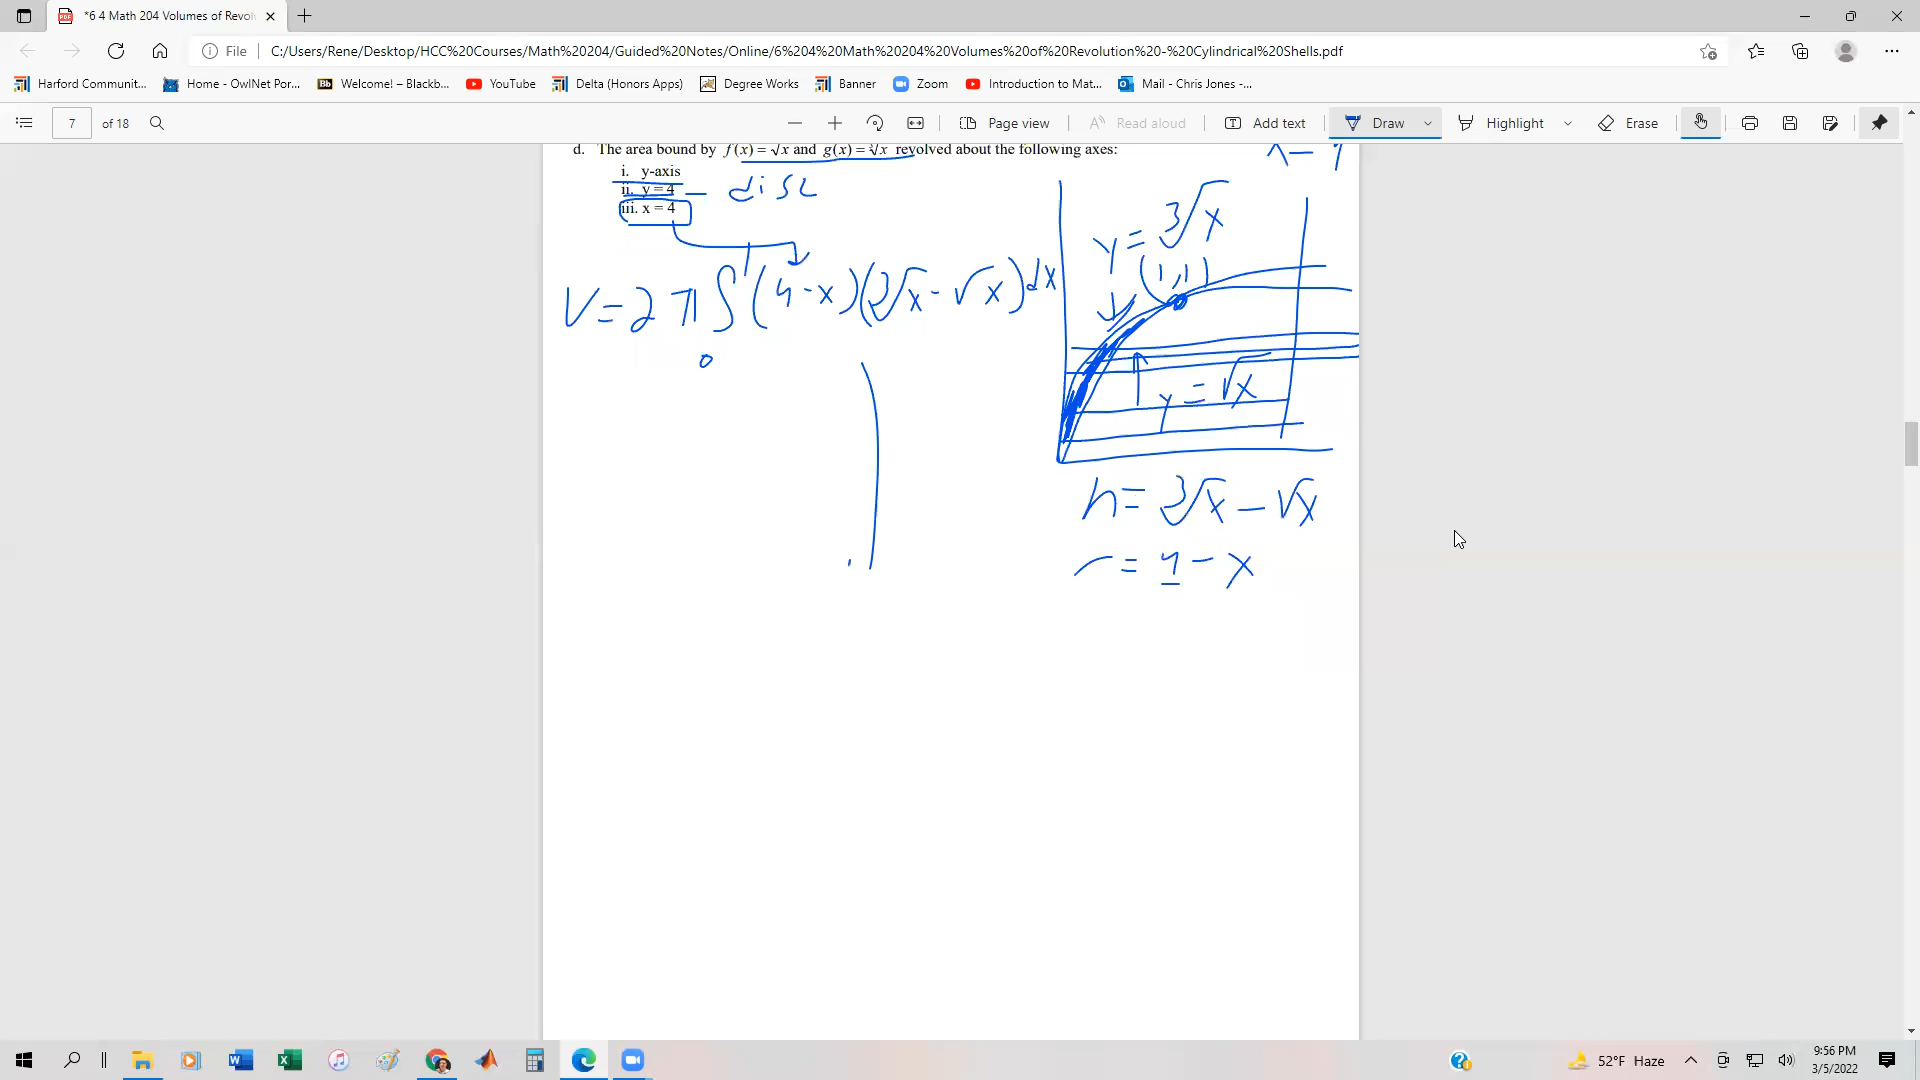 *6 4 Math 204 Volumes of Revol
File
C:/Users/Rene/Desktop/HCC%20Courses/Math%20204/Guided%20Notes/Online/6%204%20Math%20204%20Volumes%20of%20Revolution%20-%20Cylindrical%20Shells.pdf
Harford Communit... Home - OwlNet Por... Bb Welcome! – Blackb... YouTube Delta (Honors Apps) Degree Works Banner Zoom Introduction to Mat... Mail - Chris Jones -...
7 of 18 Page view Read aloud Add text Draw Highlight Erase
d. The area bound by f(x) = √x and g(x) = ∛x revolved about the following axes:
i. y-axis
ii. y = 4 — disc
iii. x = 4
y = ∛x
(1,1)
V = 2π∫₀¹ (4-x)(∛x - √x)dx
y = √x
h = ∛x - √x
r = 4 - x
52°F Haze
9:56 PM
3/5/2022